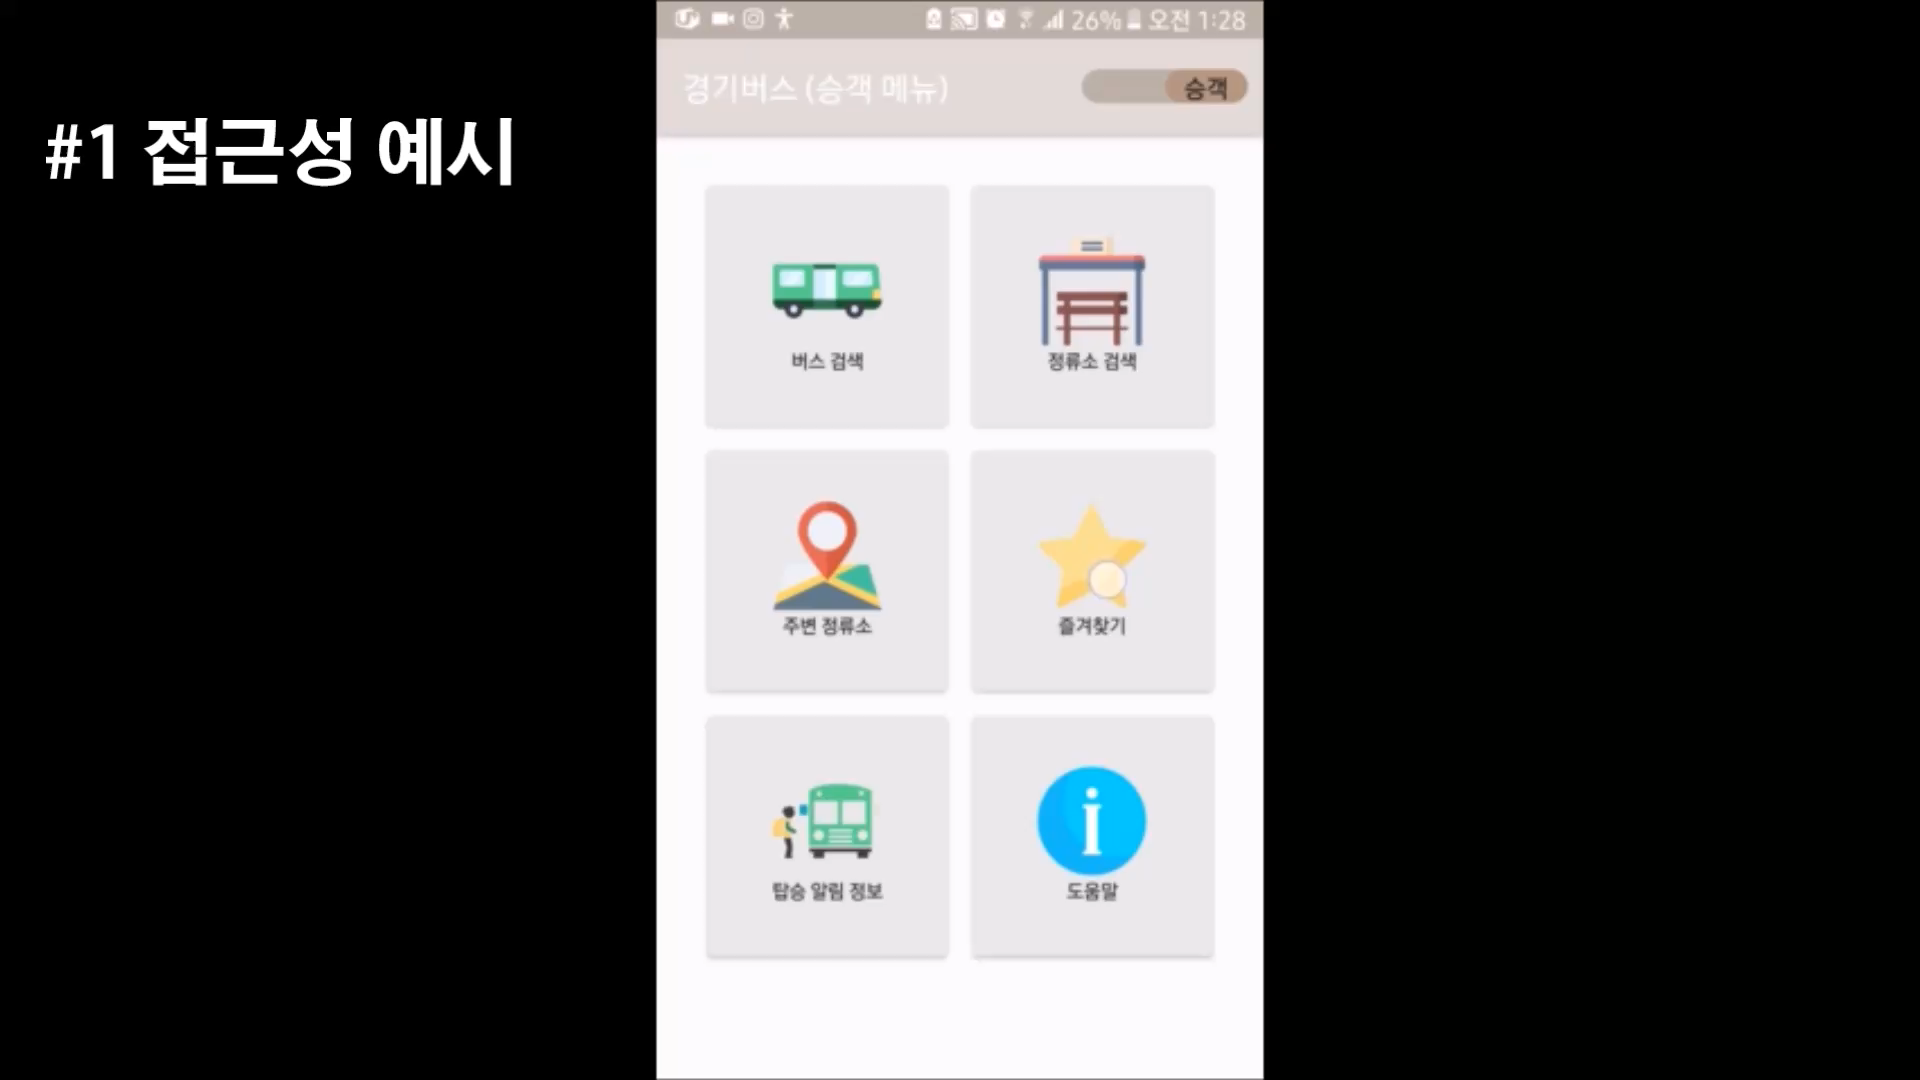 #1 접근성 예시
26% 오전 1:28
경기버스 (승객 메뉴)
승객
버스 검색
정류소 검색
주변 정류소
즐겨찾기
탑승 알림 정보
도움말